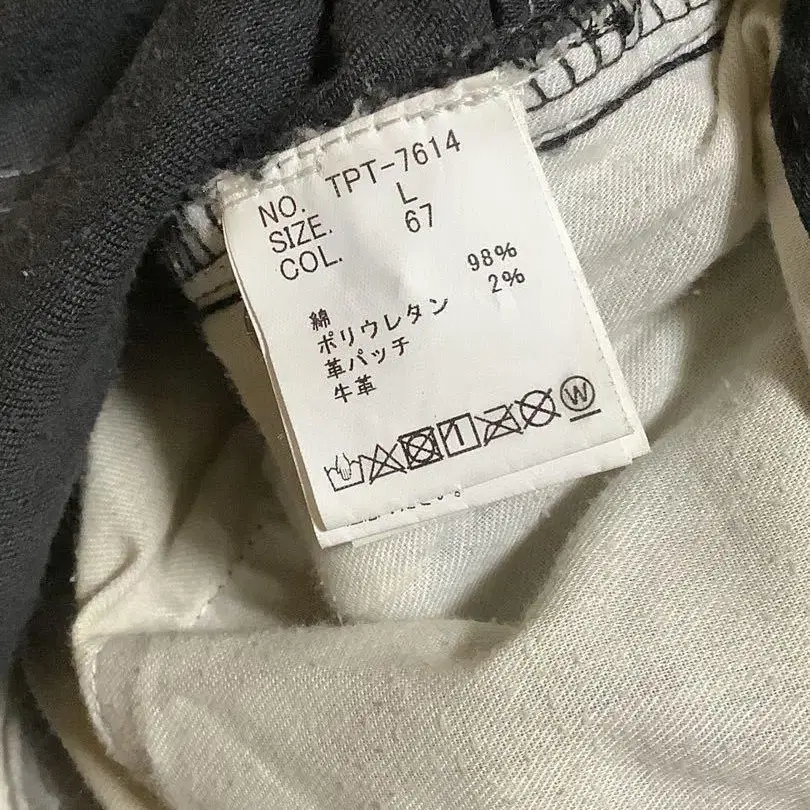 NO. TPT-7614
SIZE. L
COL. 67
綿 98%
ポリウレタン 2%
革パッチ
牛革
W